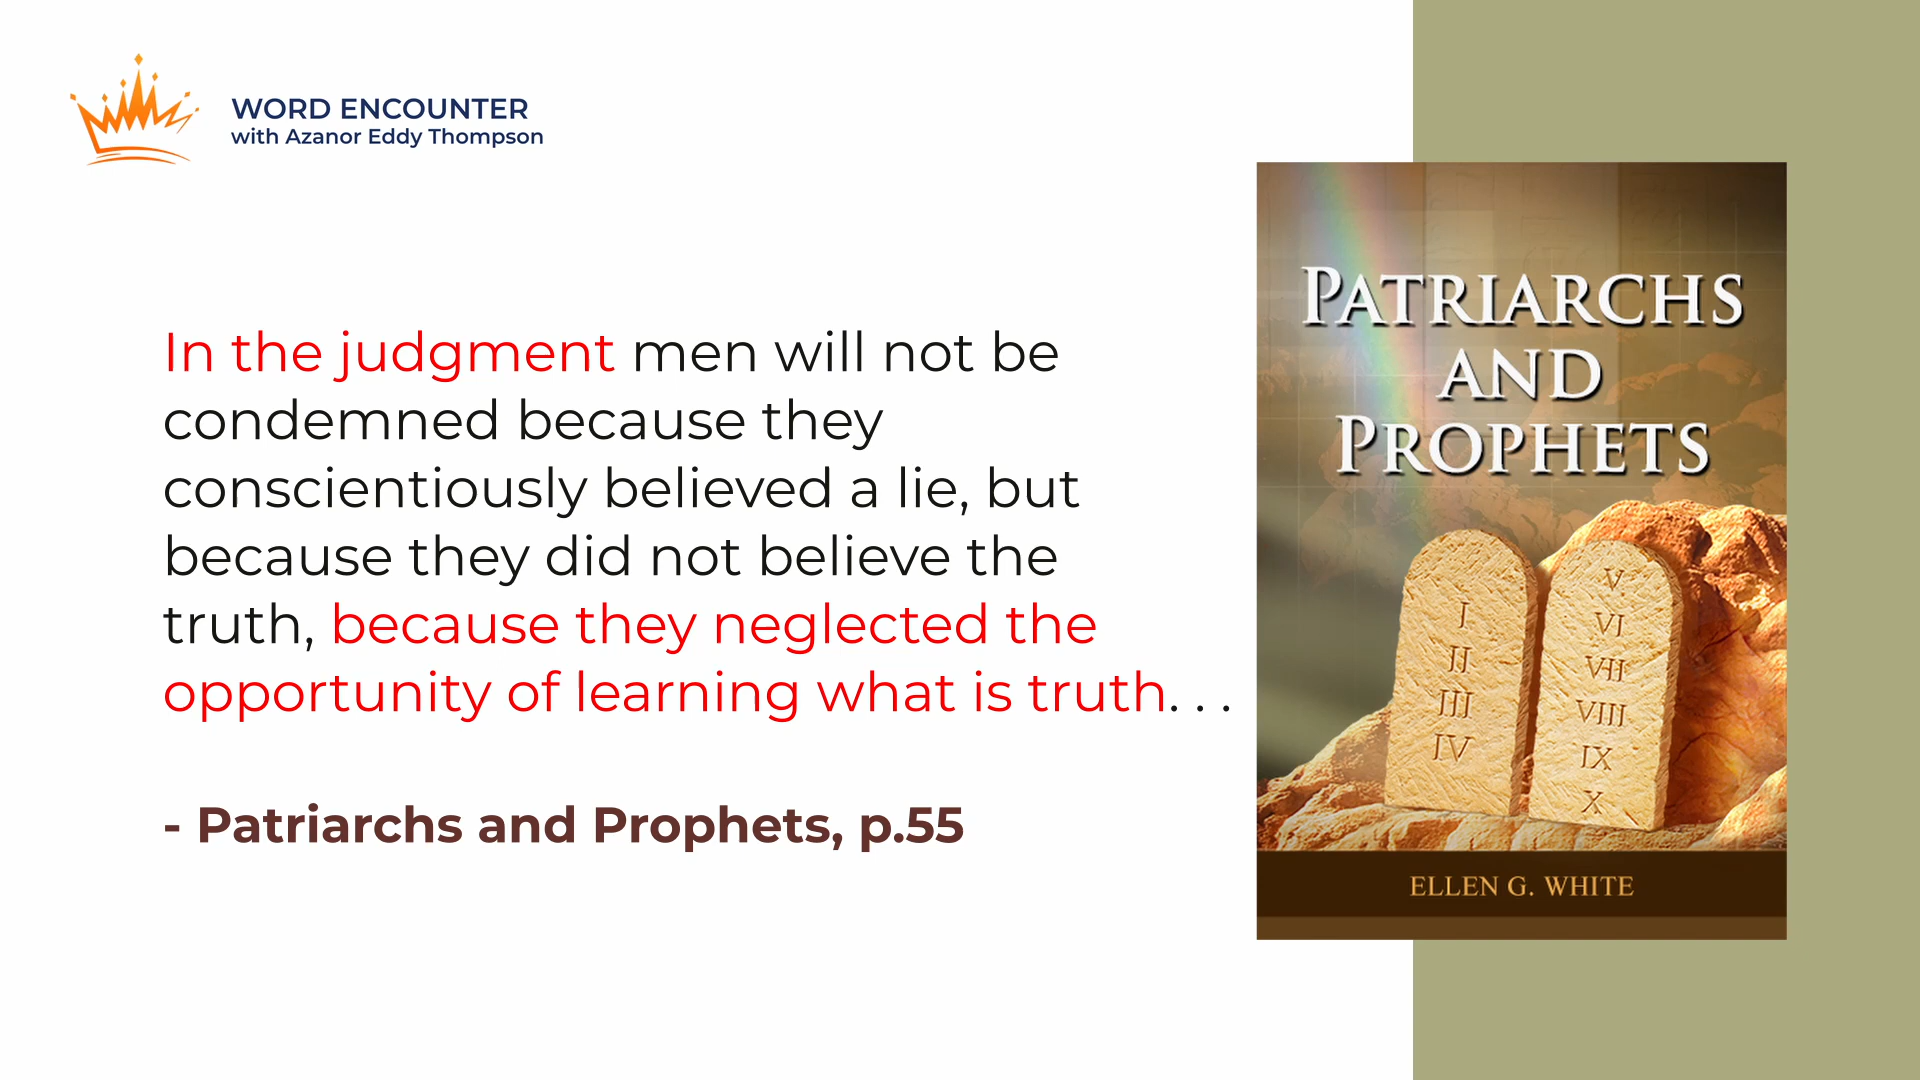 WORD ENCOUNTER
with Azanor Eddy Thompson
In the judgment men will not be
condemned because they
conscientiously believed a lie, but
because they did not believe the
truth, because they neglected the
opportunity of learning what is truth. . .
- Patriarchs and Prophets, p.55
PATRIARCHS
AND
PROPHETS
I
II
III
IV
V
VI
VII
VIII
IX
X
ELLEN G. WHITE